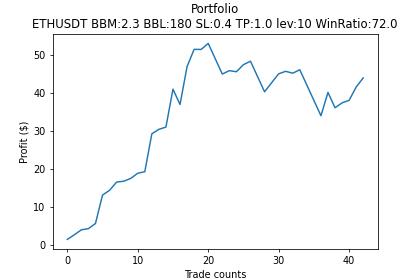 Portfolio
ETHUSDT BBM:2.3 BBL:180 SL:0.4 TP:1.0 lev:10 WinRatio:72.0
50
40
30
20
10
0
Profit ($)
0 10 20 30 40
Trade counts